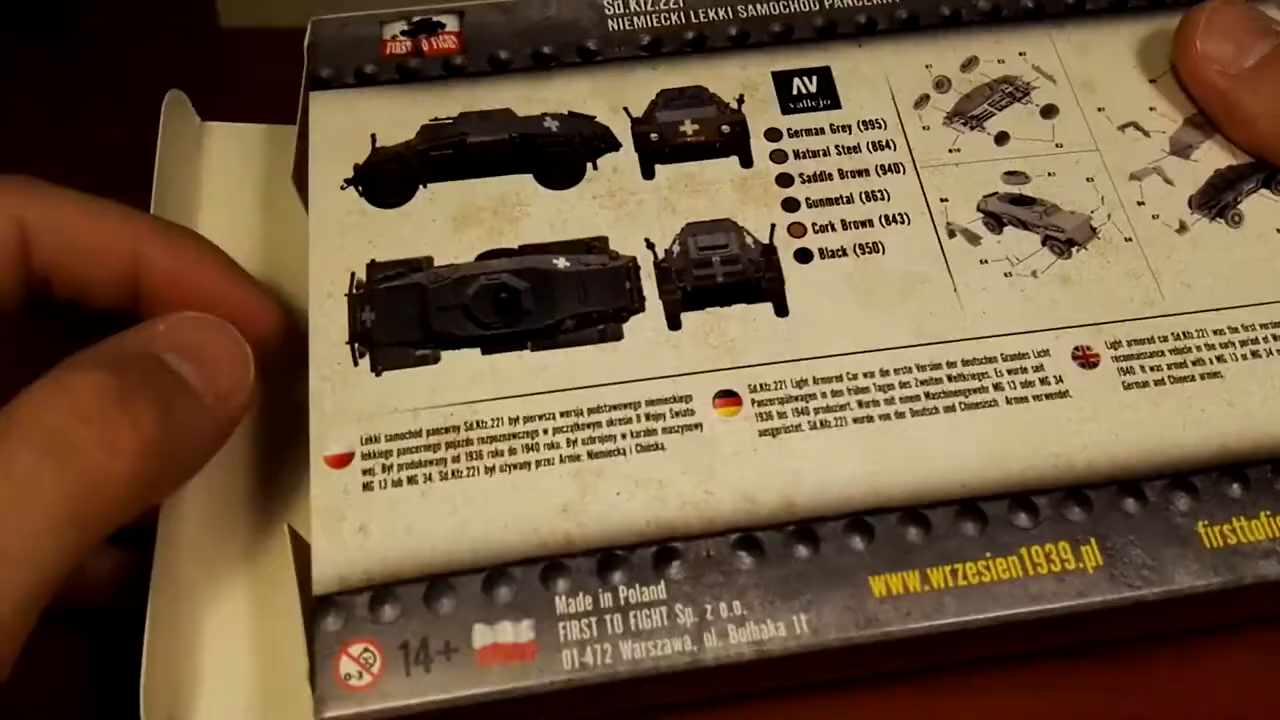 Sd.Kfz.221
NIEMIECKI LEKKI SAMOCHÓD PANCERN
FIRST TO FIGHT
AV
vallejo
German Grey (995)
Natural Steel (864)
Saddle Brown (940)
Gunmetal (863)
Cork Brown (843)
Black (950)
Lekki samochód pancerny Sd.Kfz.221 był pierwszą wersją podstawowego niemieckiego
lekkiego pancernego pojazdu rozpoznawczego w początkowym okresie II Wojny Świato-
wej. Był produkowany od 1936 roku do 1940 roku. Był uzbrojony w karabin maszynowy
MG 13 lub MG 34. Sd.Kfz.221 był używany przez Armie: Niemiecką i Chińską.
Sd.Kfz.221 Light Armored Car war die erste Version der deutschen Grandes Licht
Panzerspähwagen in den frühen Tagen des Zweiten Weltkrieges. Es wurde seit
1936 bis 1940 produziert. Wurde mit einem Maschinengewehr MG 13 oder MG 34
ausgerüstet. Sd.Kfz.221 wurde von der Deutsch und Chinesisch Armee verwendet.
Light armored car Sd.Kfz.221 was the first version
reconnaissance vehicle in the early period of W
1940. It was armed with a MG 13 or MG 34
German and Chinese armies.
0-3
14+
Made in Poland
FIRST TO FIGHT Sp. z o.o.
01-472 Warszawa, ul. Bolhaka 11
www.wrzesien1939.pl
firsttofi